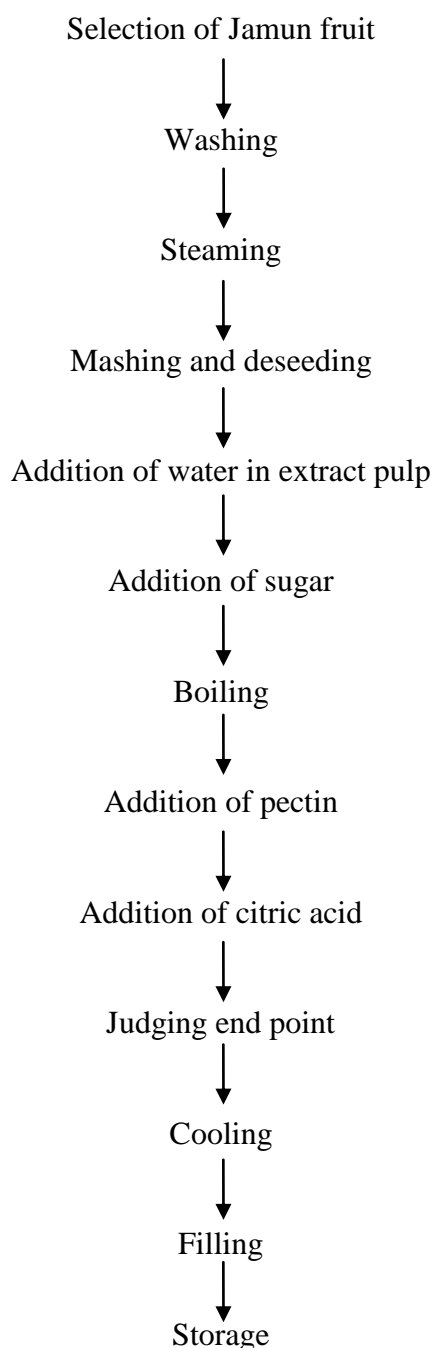 Selection of Jamun fruit
Washing
Steaming
Mashing and deseeding
Addition of water in extract pulp
Addition of sugar
Boiling
Addition of pectin
Addition of citric acid
Judging end point
Cooling
Filling
Storage